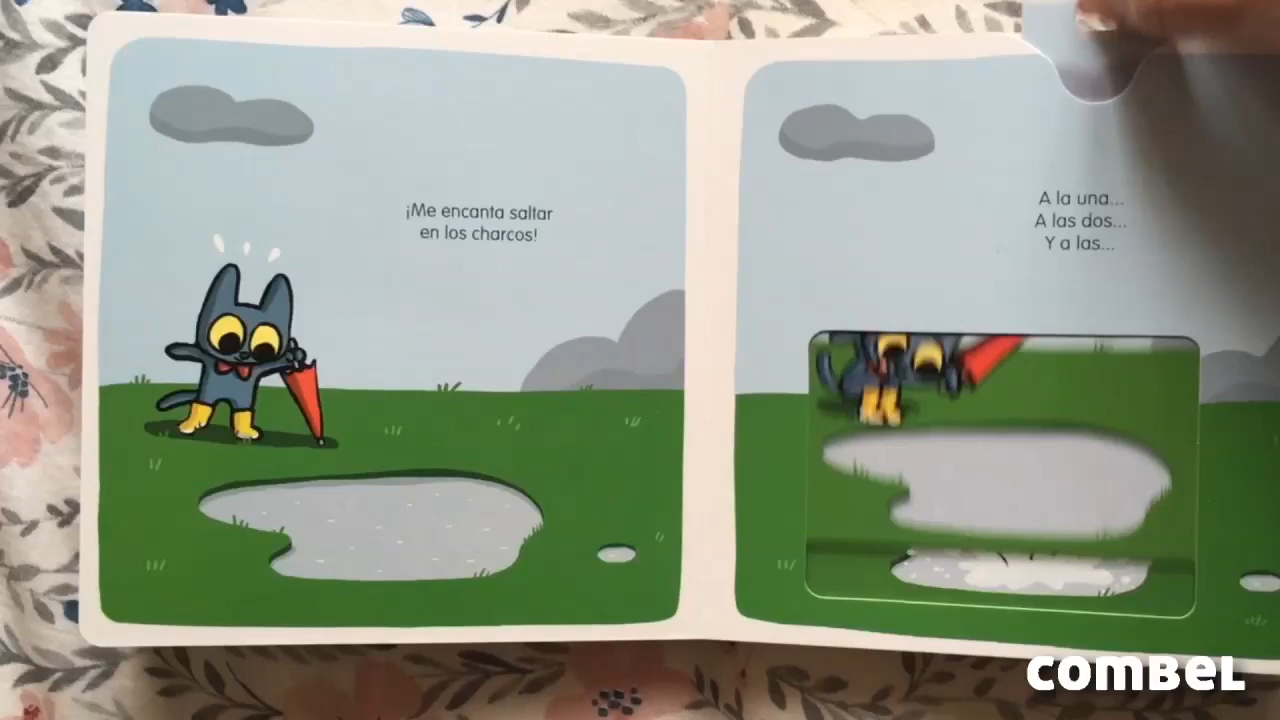 ¡Me encanta saltar
en los charcos!
A la una...
A las dos...
Y a las...
COMBEL